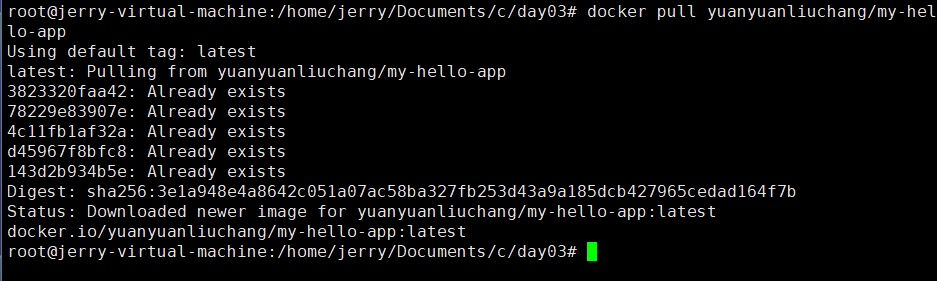 root@jerry-virtual-machine:/home/jerry/Documents/c/day03# docker pull yuanyuanliuchang/my-hel
lo-app
Using default tag: latest
latest: Pulling from yuanyuanliuchang/my-hello-app
3823320faa42: Already exists
78229e83907e: Already exists
4c11fb1af32a: Already exists
d45967f8bfc8: Already exists
143d2b934b5e: Already exists
Digest: sha256:3e1a948e4a8642c051a07ac58ba327fb253d43a9a185dcb427965cedad164f7b
Status: Downloaded newer image for yuanyuanliuchang/my-hello-app:latest
docker.io/yuanyuanliuchang/my-hello-app:latest
root@jerry-virtual-machine:/home/jerry/Documents/c/day03#